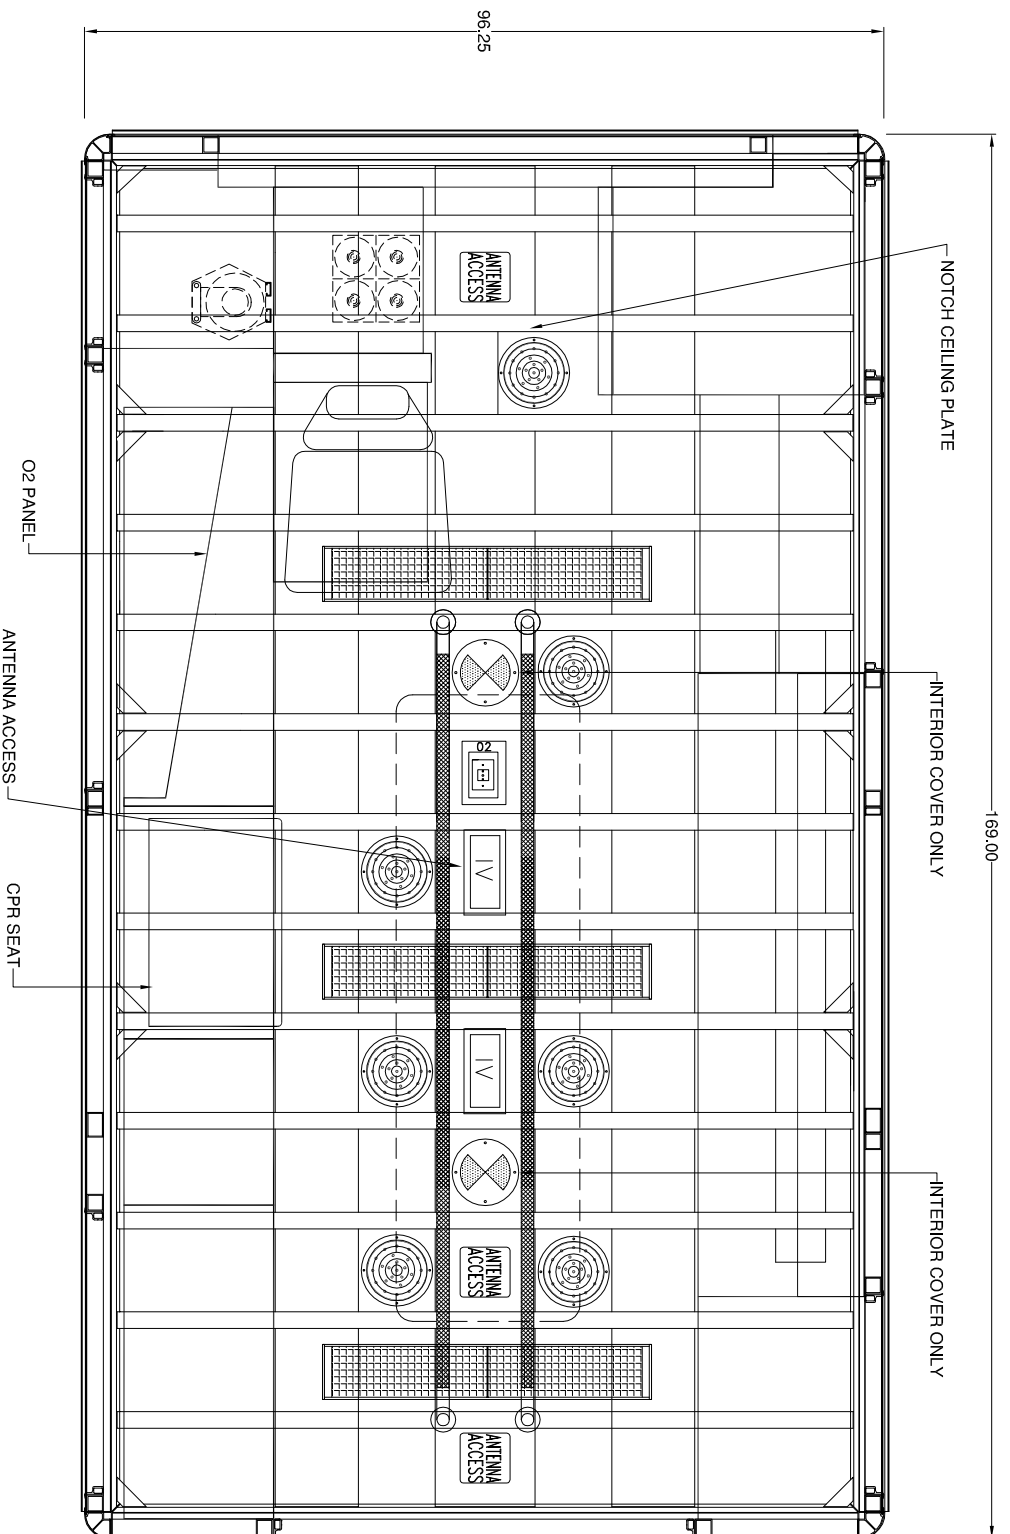 96.25
169.00
NOTCH CEILING PLATE
INTERIOR COVER ONLY
INTERIOR COVER ONLY
ANTENNA
ACCESS
O2
IV
IV
ANTENNA
ACCESS
ANTENNA
ACCESS
O2 PANEL
ANTENNA ACCESS
CPR SEAT